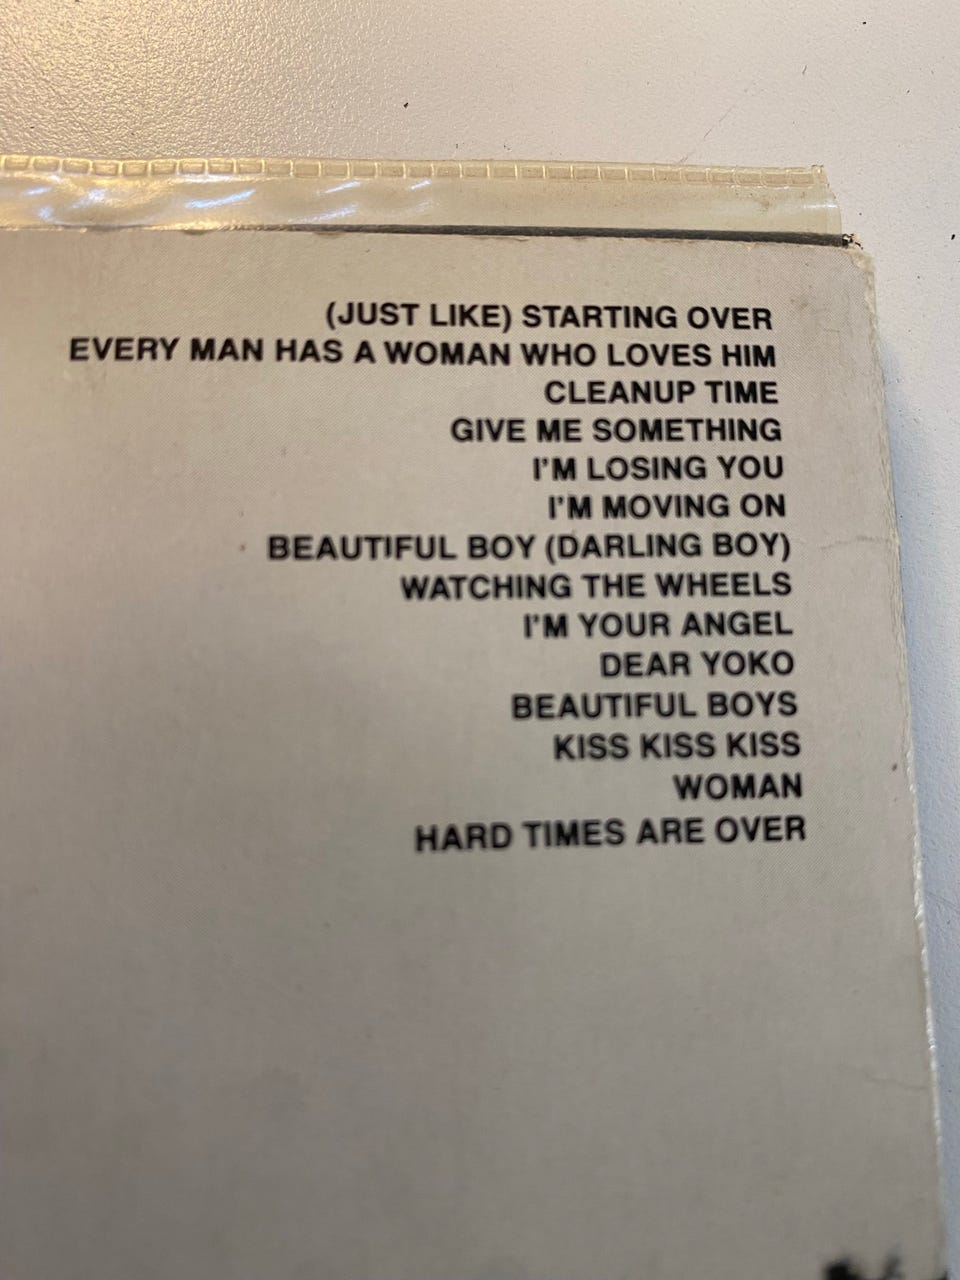 (JUST LIKE) STARTING OVER
EVERY MAN HAS A WOMAN WHO LOVES HIM
CLEANUP TIME
GIVE ME SOMETHING
I'M LOSING YOU
I'M MOVING ON
BEAUTIFUL BOY (DARLING BOY)
WATCHING THE WHEELS
I'M YOUR ANGEL
DEAR YOKO
BEAUTIFUL BOYS
KISS KISS KISS
WOMAN
HARD TIMES ARE OVER